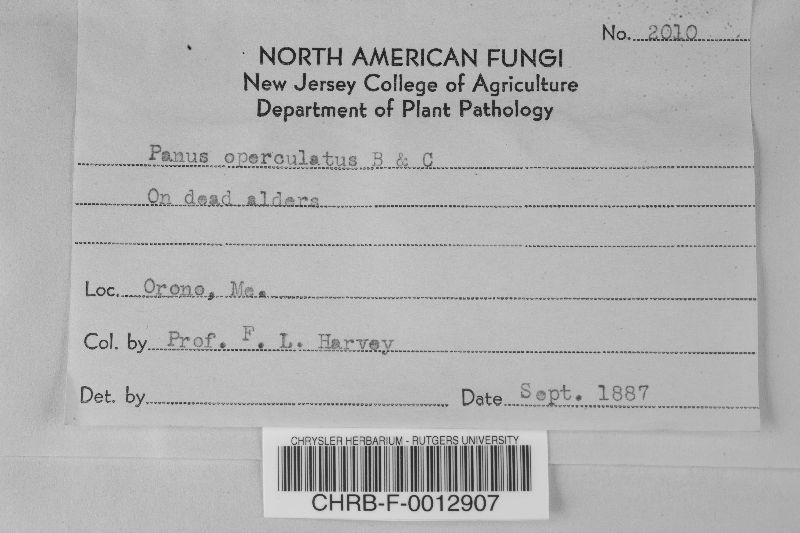 No. 2010
NORTH AMERICAN FUNGI
New Jersey College of Agriculture
Department of Plant Pathology
Panus operculatus B & C
On dead alders
Loc. Orono, Me.
Col. by Prof. F. L. Harvey
Det. by
Date Sept. 1887
CHRYSLER HERBARIUM - RUTGERS UNIVERSITY
CHRB-F-0012907